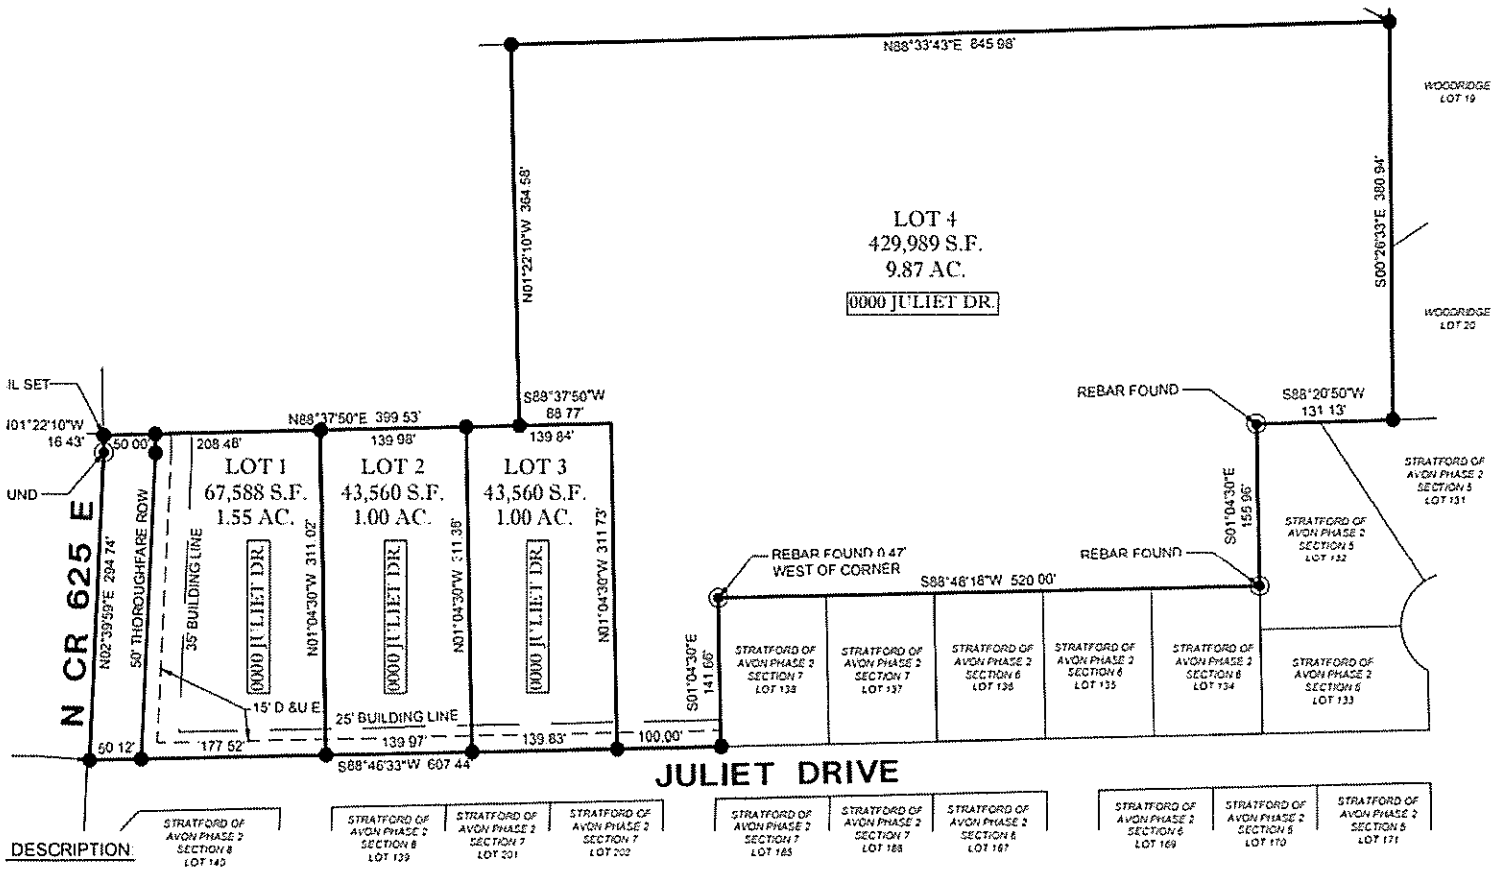 N88°33'43"E 845 98'
WOODRIDGE
LOT 19
N01°22'10"W 364.58'
S00°26'33"E 380 94'
LOT 4
429,989 S.F.
9.87 AC.
0000 JULIET DR.
WOODRIDGE
LOT 20
IL SET
N01°22'10"W
16 43'
UND
50 00'
208 48'
N88°37'50"E 399 53'
139 98'
S88°37'50"W
88 77'
139 84'
REBAR FOUND
S88°20'50"W
131 13'
LOT 1
67,588 S.F.
1.55 AC.
0000 JULIET DR.
LOT 2
43,560 S.F.
1.00 AC.
0000 JULIET DR.
LOT 3
43,560 S.F.
1.00 AC.
0000 JULIET DR.
N CR 625 E
N02°39'59"E 294 74'
50' THOROUGHFARE ROW
35' BUILDING LINE
N01°04'30"W 311.02'
N01°04'30"W 311.38'
N01°04'30"W 311 73'
S01°04'30"E
155 96'
STRATFORD OF
AVON PHASE 2
SECTION 5
LOT 131
STRATFORD OF
AVON PHASE 2
SECTION 5
LOT 132
REBAR FOUND 0.47'
WEST OF CORNER
REBAR FOUND
S88°48'18"W 520 00'
S01°04'30"E
141.66'
STRATFORD OF
AVON PHASE 2
SECTION 7
LOT 138
STRATFORD OF
AVON PHASE 2
SECTION 7
LOT 137
STRATFORD OF
AVON PHASE 2
SECTION 6
LOT 136
STRATFORD OF
AVON PHASE 2
SECTION 6
LOT 135
STRATFORD OF
AVON PHASE 2
SECTION 6
LOT 134
STRATFORD OF
AVON PHASE 2
SECTION 6
LOT 133
15' D &U E
25' BUILDING LINE
50 12'
177 52'
139 97'
139.83'
100.00'
S88°46'33"W 607 44'
JULIET DRIVE
STRATFORD OF
AVON PHASE 2
SECTION 8
LOT 140
STRATFORD OF
AVON PHASE 2
SECTION 8
LOT 139
STRATFORD OF
AVON PHASE 2
SECTION 7
LOT 201
STRATFORD OF
AVON PHASE 2
SECTION 7
LOT 202
STRATFORD OF
AVON PHASE 2
SECTION 7
LOT 185
STRATFORD OF
AVON PHASE 2
SECTION 7
LOT 186
STRATFORD OF
AVON PHASE 2
SECTION 6
LOT 187
STRATFORD OF
AVON PHASE 2
SECTION 6
LOT 169
STRATFORD OF
AVON PHASE 2
SECTION 5
LOT 170
STRATFORD OF
AVON PHASE 2
SECTION 5
LOT 171
DESCRIPTION: